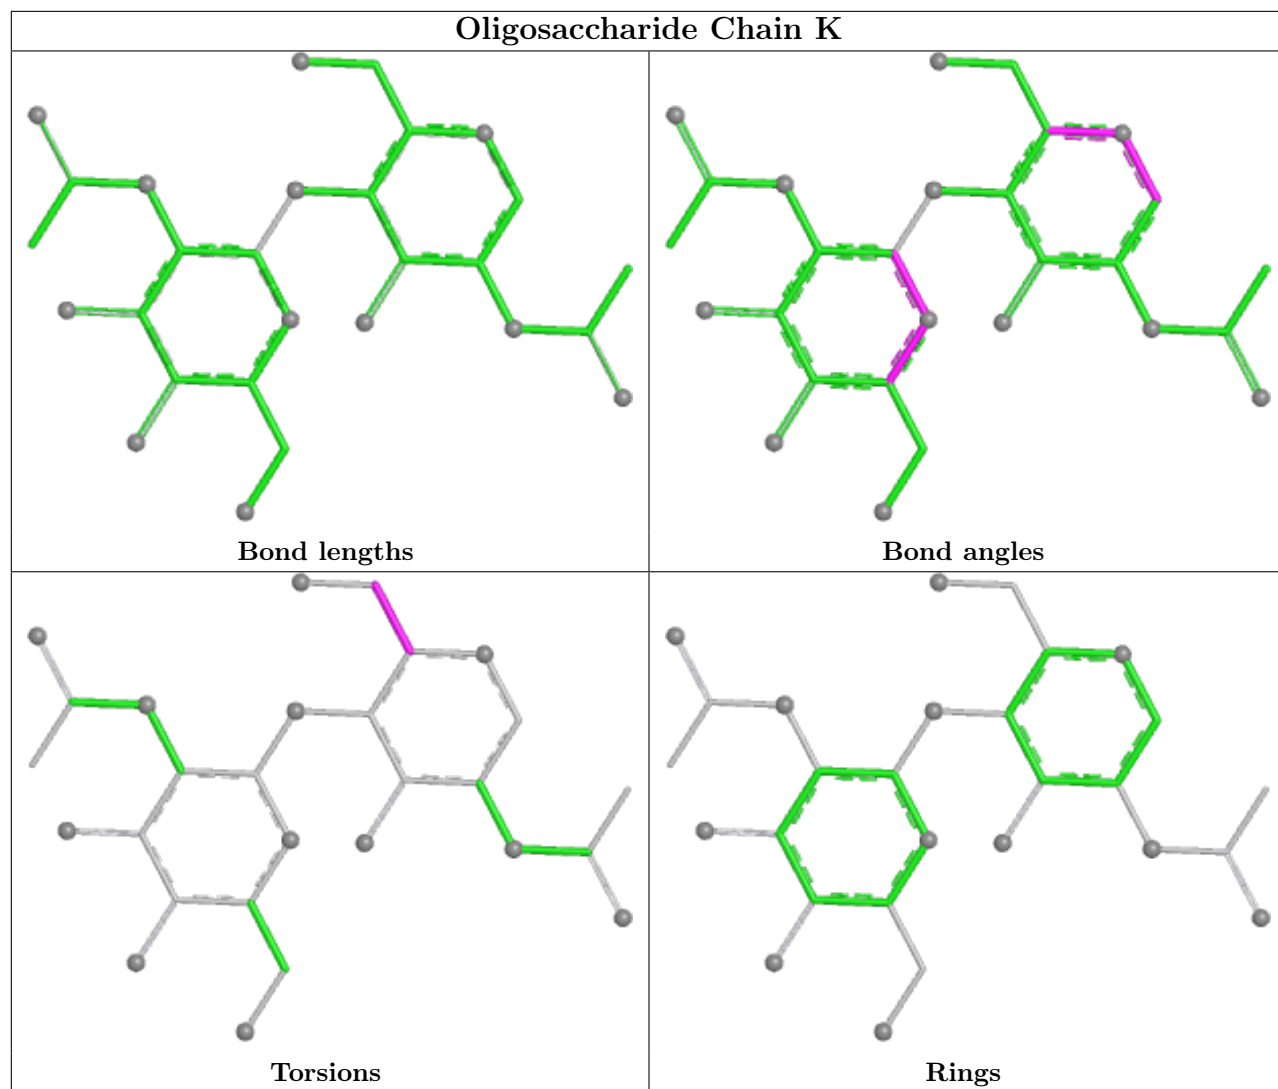 Oligosaccharide Chain K
Bond lengths
Bond angles
Torsions
Rings